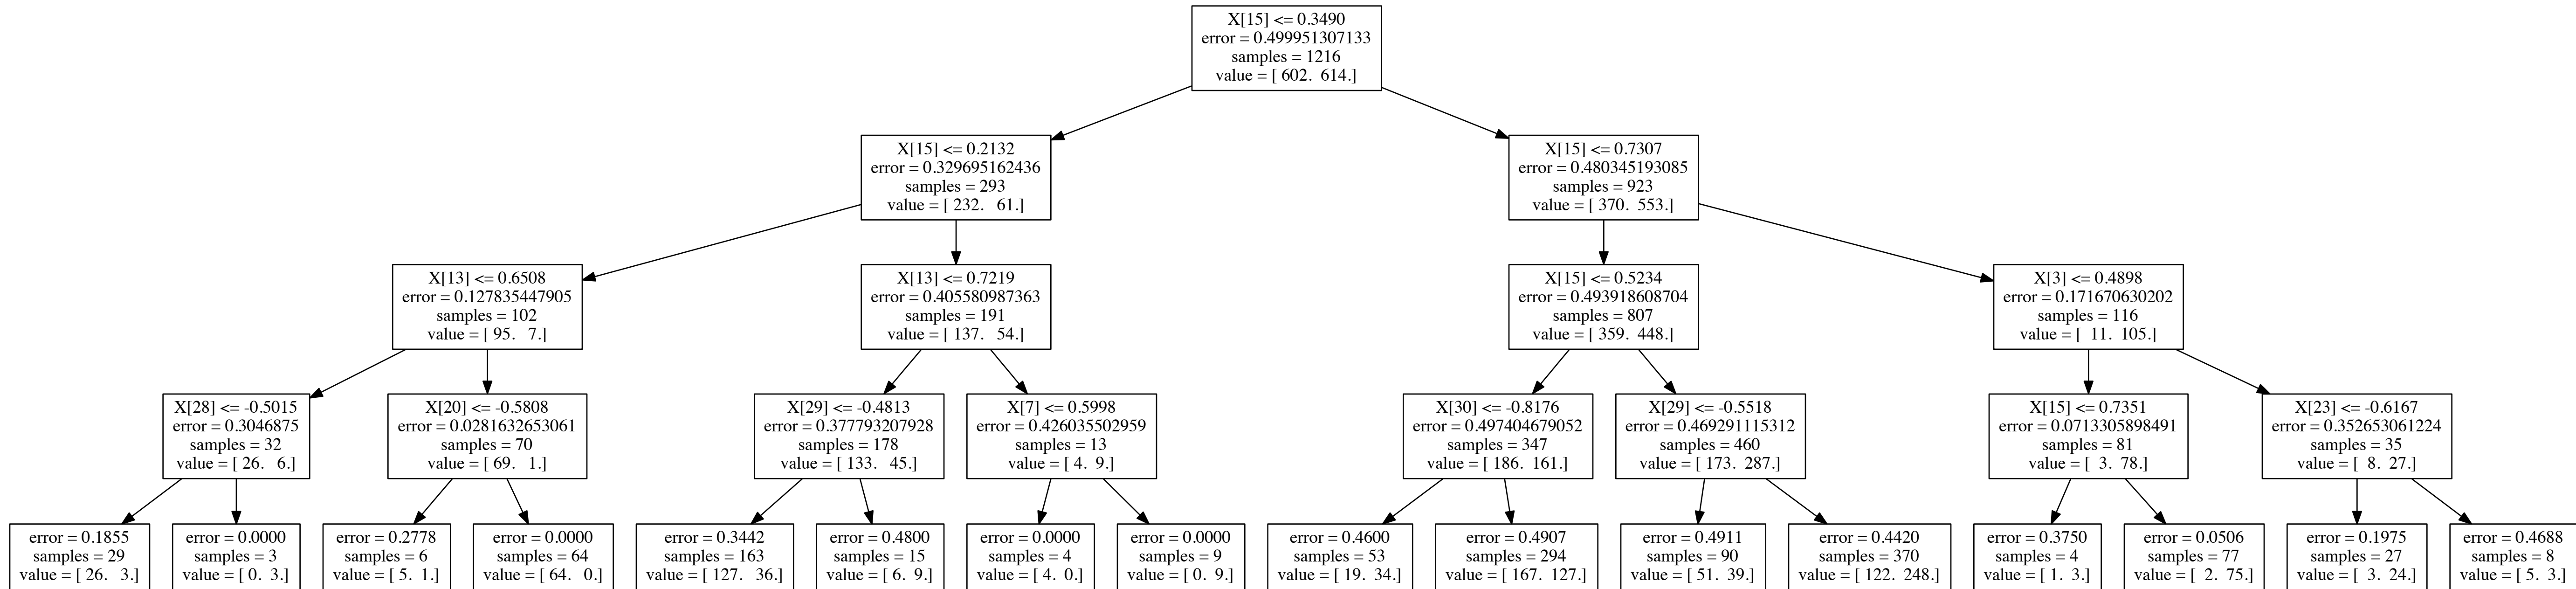 X[15] <= 0.3490
error = 0.499951307133
samples = 1216
value = [ 602.  614.]
X[15] <= 0.2132
error = 0.329695162436
samples = 293
value = [ 232.   61.]
X[15] <= 0.7307
error = 0.480345193085
samples = 923
value = [ 370.  553.]
X[13] <= 0.6508
error = 0.127835447905
samples = 102
value = [ 95.   7.]
X[13] <= 0.7219
error = 0.405580987363
samples = 191
value = [ 137.   54.]
X[15] <= 0.5234
error = 0.493918608704
samples = 807
value = [ 359.  448.]
X[3] <= 0.4898
error = 0.171670630202
samples = 116
value = [  11.  105.]
X[28] <= -0.5015
error = 0.3046875
samples = 32
value = [ 26.   6.]
X[20] <= -0.5808
error = 0.0281632653061
samples = 70
value = [ 69.   1.]
X[29] <= -0.4813
error = 0.377793207928
samples = 178
value = [ 133.   45.]
X[7] <= 0.5998
error = 0.426035502959
samples = 13
value = [ 4.  9.]
X[30] <= -0.8176
error = 0.497404679052
samples = 347
value = [ 186.  161.]
X[29] <= -0.5518
error = 0.469291115312
samples = 460
value = [ 173.  287.]
X[15] <= 0.7351
error = 0.0713305898491
samples = 81
value = [  3.  78.]
X[23] <= -0.6167
error = 0.352653061224
samples = 35
value = [  8.  27.]
error = 0.1855
samples = 29
value = [ 26.   3.]
error = 0.0000
samples = 3
value = [ 0.  3.]
error = 0.2778
samples = 6
value = [ 5.  1.]
error = 0.0000
samples = 64
value = [ 64.   0.]
error = 0.3442
samples = 163
value = [ 127.   36.]
error = 0.4800
samples = 15
value = [ 6.  9.]
error = 0.0000
samples = 4
value = [ 4.  0.]
error = 0.0000
samples = 9
value = [ 0.  9.]
error = 0.4600
samples = 53
value = [ 19.  34.]
error = 0.4907
samples = 294
value = [ 167.  127.]
error = 0.4911
samples = 90
value = [ 51.  39.]
error = 0.4420
samples = 370
value = [ 122.  248.]
error = 0.3750
samples = 4
value = [ 1.  3.]
error = 0.0506
samples = 77
value = [  2.  75.]
error = 0.1975
samples = 27
value = [  3.  24.]
error = 0.4688
samples = 8
value = [ 5.  3.]